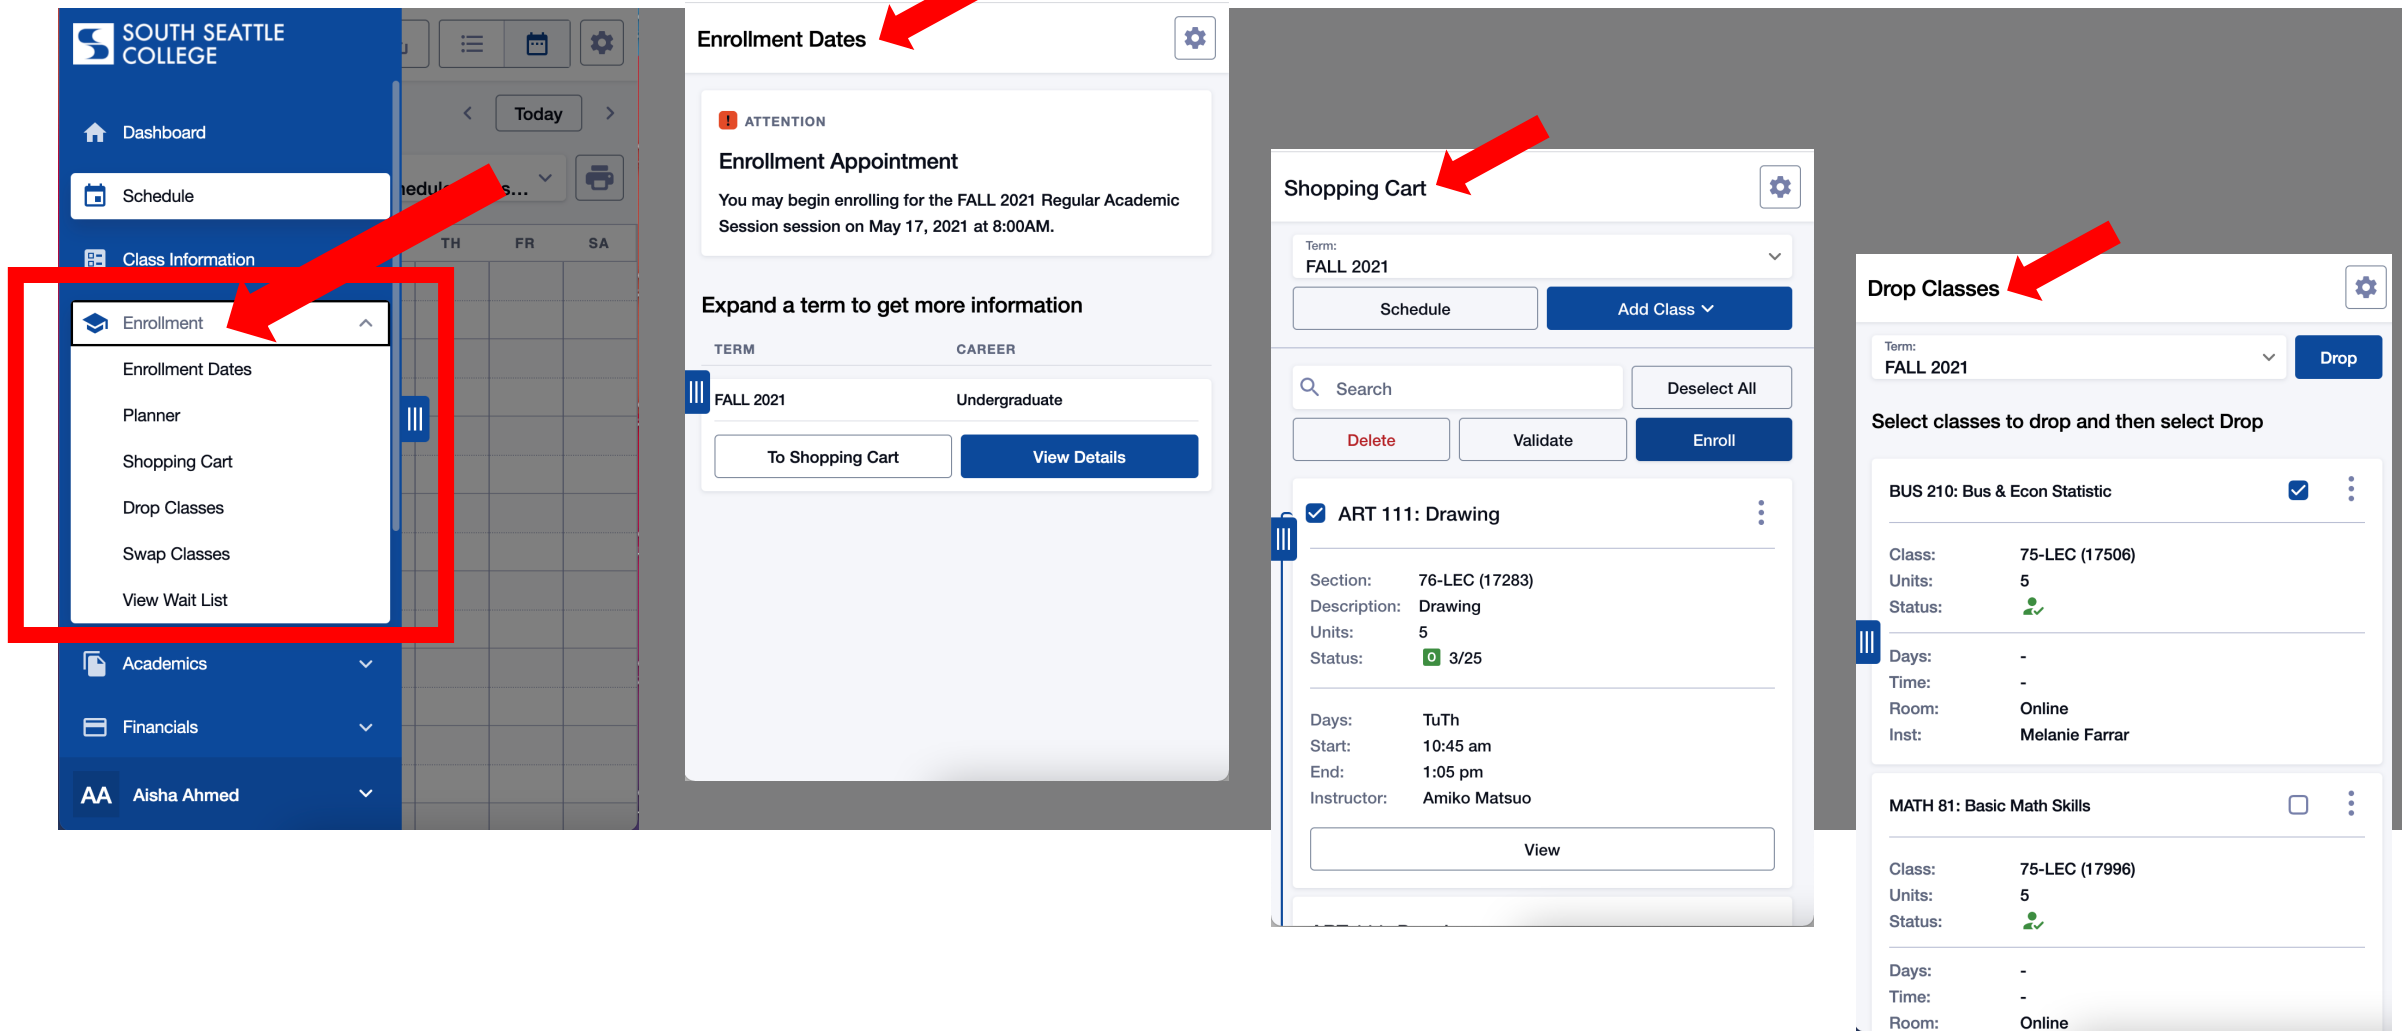 SOUTH SEATTLE
COLLEGE
Dashboard
Schedule
Class Information
Enrollment
Enrollment Dates
Planner
Shopping Cart
Drop Classes
Swap Classes
View Wait List
Academics
Financials
AA Aisha Ahmed
Today
TH FR SA
Enrollment Dates
! ATTENTION
Enrollment Appointment
You may begin enrolling for the FALL 2021 Regular Academic
Session session on May 17, 2021 at 8:00AM.
Expand a term to get more information
TERM CAREER
FALL 2021 Undergraduate
To Shopping Cart View Details
Shopping Cart
Term:
FALL 2021
Schedule Add Class
Search Deselect All
Delete Validate Enroll
ART 111: Drawing
Section: 76-LEC (17283)
Description: Drawing
Units: 5
Status: O 3/25
Days: TuTh
Start: 10:45 am
End: 1:05 pm
Instructor: Amiko Matsuo
View
Drop Classes
Term:
FALL 2021
Drop
Select classes to drop and then select Drop
BUS 210: Bus & Econ Statistic
Class: 75-LEC (17506)
Units: 5
Status:
Days: -
Time: -
Room: Online
Inst: Melanie Farrar
MATH 81: Basic Math Skills
Class: 75-LEC (17996)
Units: 5
Status:
Days: -
Time: -
Room: Online